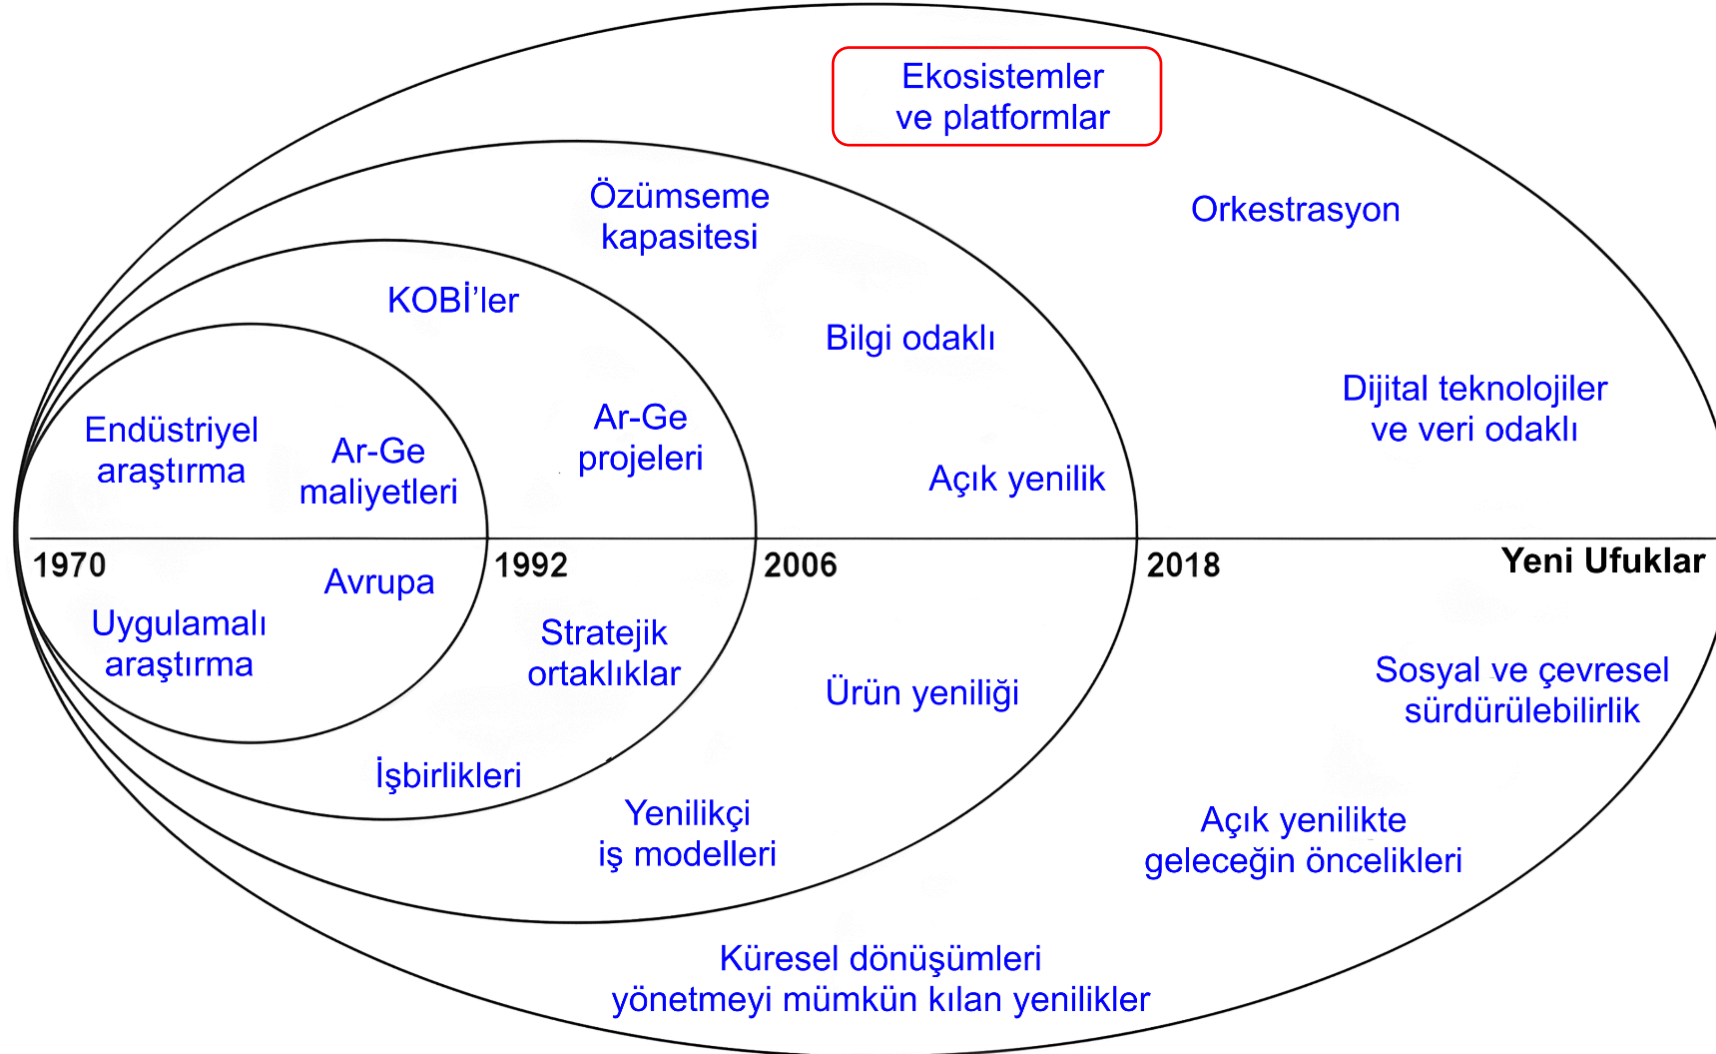 Ekosistemler
ve platformlar
Özümseme
kapasitesi
Orkestrasyon
KOBİ’ler
Bilgi odaklı
Dijital teknolojiler
ve veri odaklı
Endüstriyel
araştırma
Ar-Ge
maliyetleri
Ar-Ge
projeleri
Açık yenilik
1970
1992
2006
2018
Yeni Ufuklar
Avrupa
Uygulamalı
araştırma
Stratejik
ortaklıklar
Ürün yeniliği
Sosyal ve çevresel
sürdürülebilirlik
İşbirlikleri
Yenilikçi
iş modelleri
Açık yenilikte
geleceğin öncelikleri
Küresel dönüşümleri
yönetmeyi mümkün kılan yenilikler